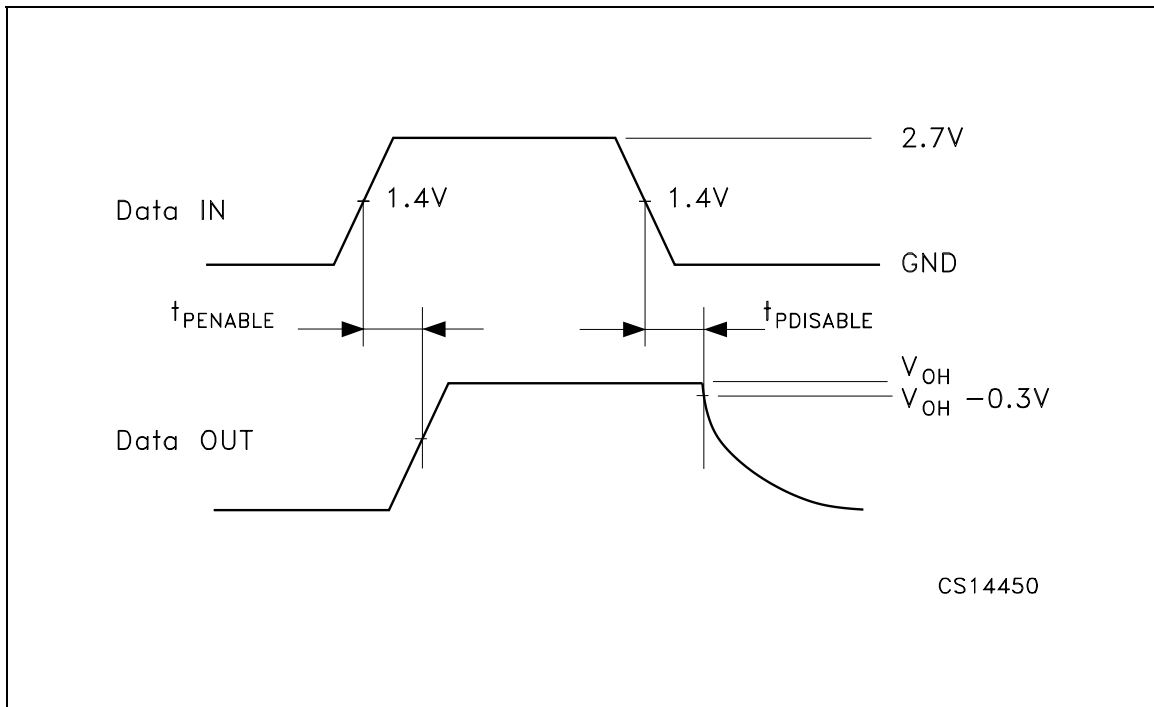 2.7V
1.4V
1.4V
Data IN
GND
tPENABLE
tPDISABLE
VOH
VOH -0.3V
Data OUT
CS14450